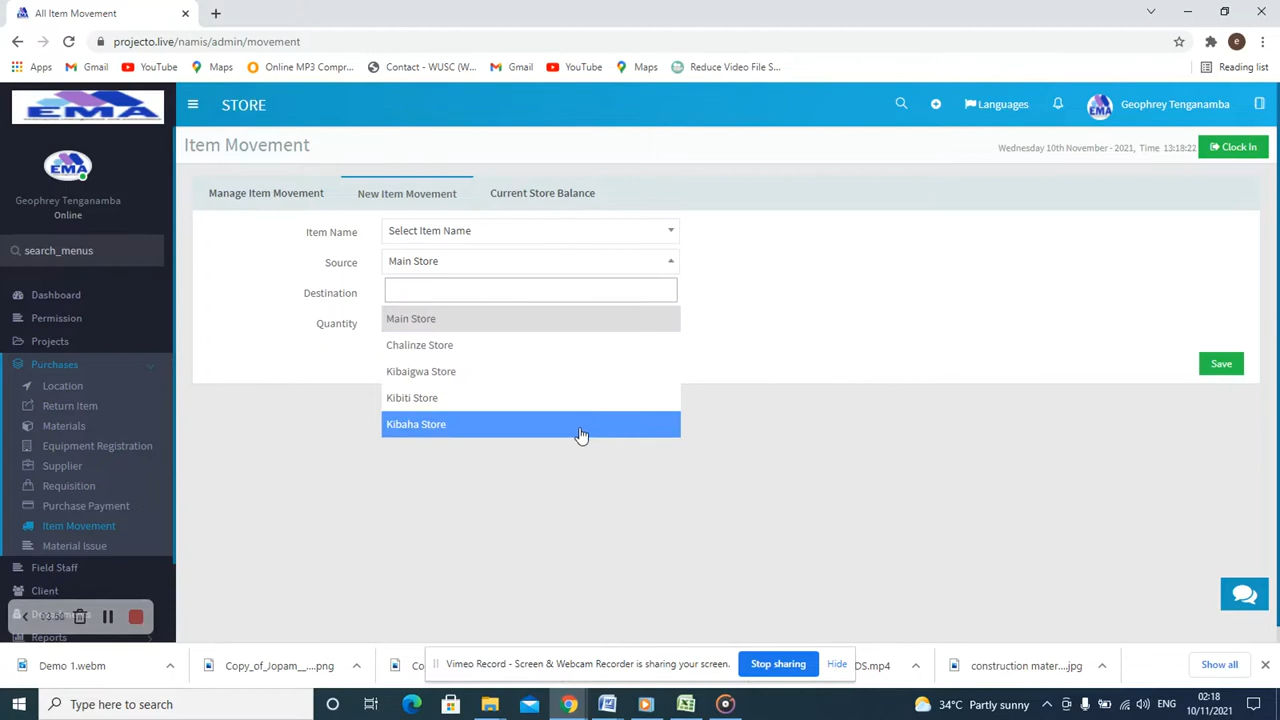 All Item Movement
projecto.live/namis/admin/movement
Apps
Gmail
YouTube
Maps
Online MP3 Compr...
Contact - WUSC (W...
Gmail
YouTube
Maps
Reduce Video File S...
Reading list
EMA
STORE
Languages
Geophrey Tenganamba
EMA
Geophrey Tenganamba
Online
search_menus
Dashboard
Permission
Projects
Purchases
Location
Return Item
Materials
Equipment Registration
Supplier
Requisition
Purchase Payment
Item Movement
Material Issue
Field Staff
Client
Reports
Item Movement
Wednesday 10th November - 2021, Time 13:18:22
Clock In
Manage Item Movement
New Item Movement
Current Store Balance
Item Name
Select Item Name
Source
Main Store
Destination
Quantity
Main Store
Chalinze Store
Kibaigwa Store
Kibiti Store
Kibaha Store
Save
Demo 1.webm
Copy_of_Jopam__....png
Vimeo Record - Screen & Webcam Recorder is sharing your screen.
Stop sharing
Hide
DS.mp4
construction mater....jpg
Show all
Type here to search
34°C Partly sunny
ENG
02:18
10/11/2021